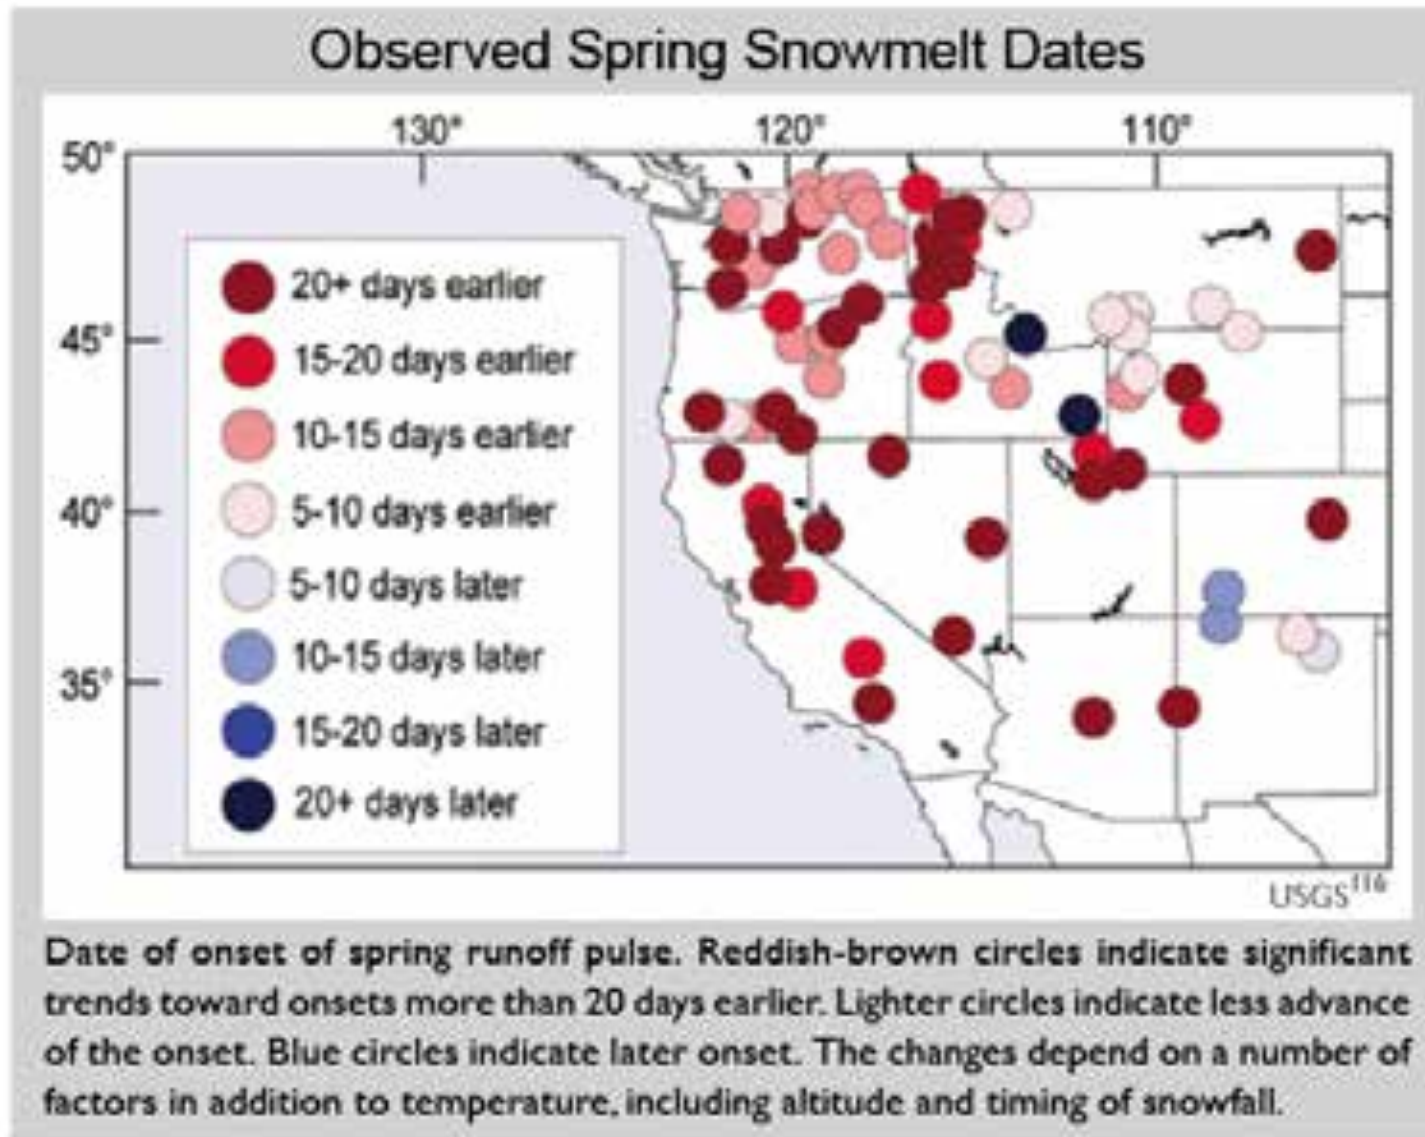 Observed Spring Snowmelt Dates
130° 120° 110°
50°
45°
40°
35°
20+ days earlier
15-20 days earlier
10-15 days earlier
5-10 days earlier
5-10 days later
10-15 days later
15-20 days later
20+ days later
USGS116
Date of onset of spring runoff pulse. Reddish-brown circles indicate significant
trends toward onsets more than 20 days earlier. Lighter circles indicate less advance
of the onset. Blue circles indicate later onset. The changes depend on a number of
factors in addition to temperature, including altitude and timing of snowfall.